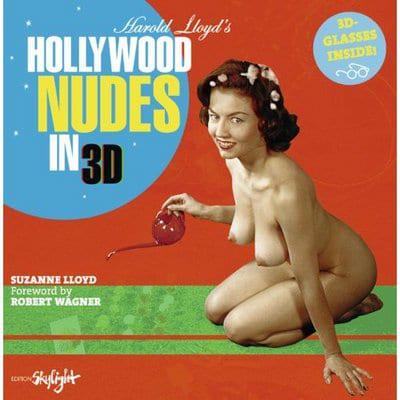 Harold Lloyd's
HOLLYWOOD
NUDES
IN 3D
3D-
GLASSES
INSIDE!
SUZANNE LLOYD
Foreword by
ROBERT WAGNER
EDITION Skylight